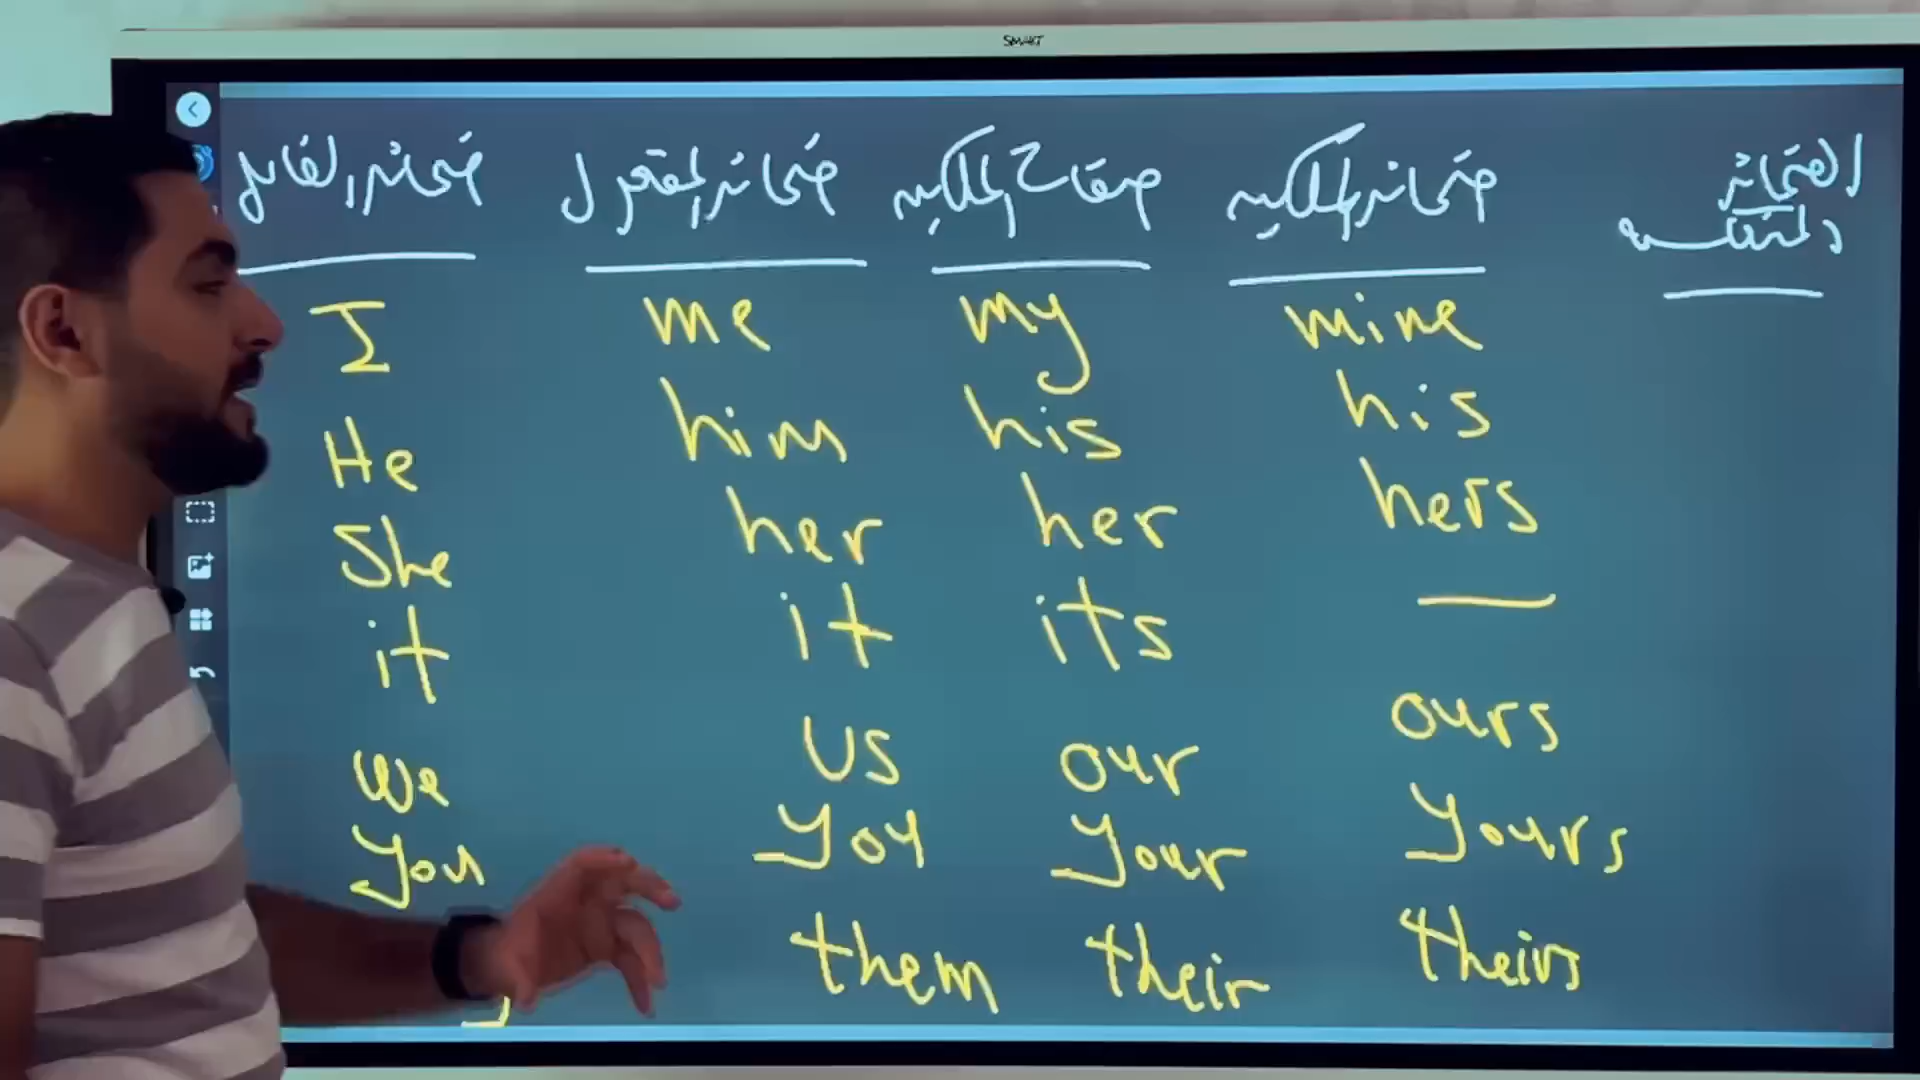 SMART
ضمائر الفاعل ضمائر المفعول صفات الملكية ضمائر الملكية الضمائر
المنعكسة
I me my mine
He him his his
She her her hers
it it its —
we us our ours
you you your yours
them their theirs